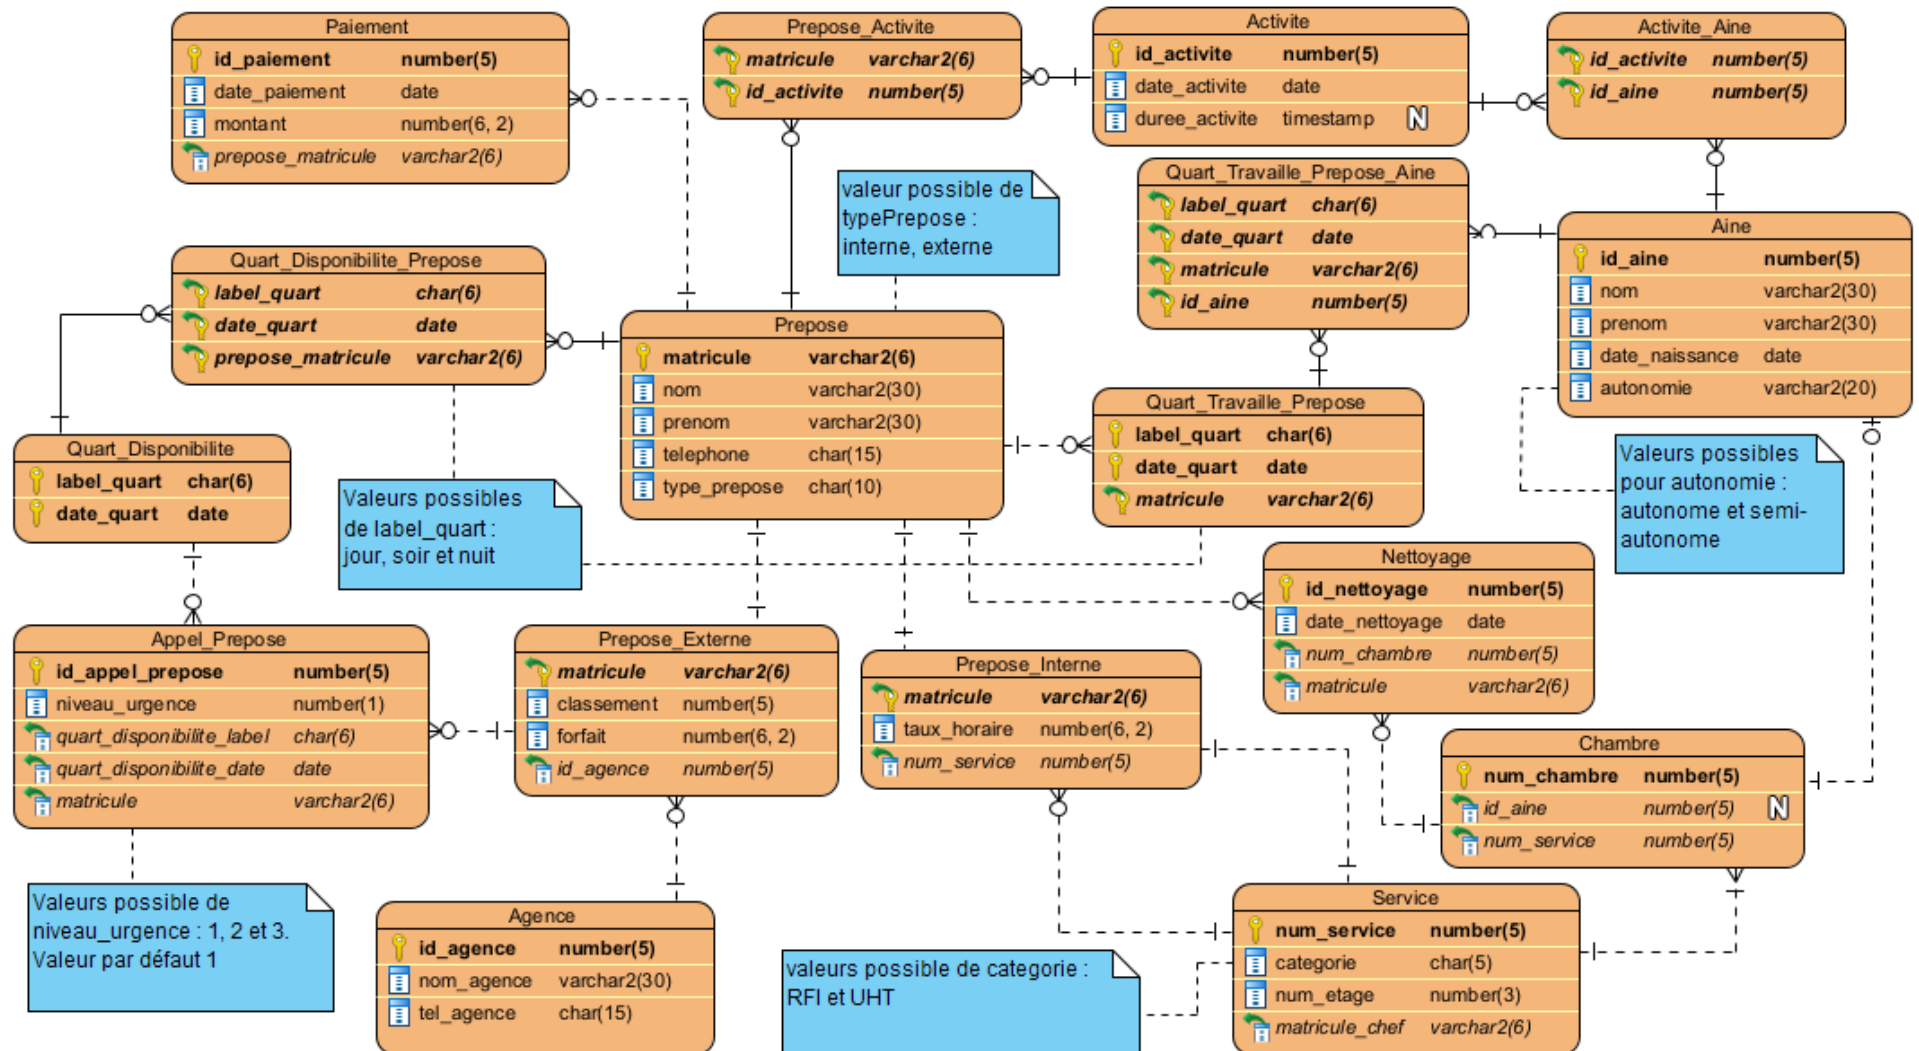 Paiement
id_paiement number(5)
date_paiement date
montant number(6, 2)
prepose_matricule varchar2(6)
Prepose_Activite
matricule varchar2(6)
id_activite number(5)
Activite
id_activite number(5)
date_activite date
duree_activite timestamp N
Activite_Aine
id_activite number(5)
id_aine number(5)
valeur possible de
typePrepose :
interne, externe
Quart_Travaille_Prepose_Aine
label_quart char(6)
date_quart date
matricule varchar2(6)
id_aine number(5)
Aine
id_aine number(5)
nom varchar2(30)
prenom varchar2(30)
date_naissance date
autonomie varchar2(20)
Quart_Disponibilite_Prepose
label_quart char(6)
date_quart date
prepose_matricule varchar2(6)
Prepose
matricule varchar2(6)
nom varchar2(30)
prenom varchar2(30)
telephone char(15)
type_prepose char(10)
Quart_Travaille_Prepose
label_quart char(6)
date_quart date
matricule varchar2(6)
Quart_Disponibilite
label_quart char(6)
date_quart date
Valeurs possibles
de label_quart :
jour, soir et nuit
Valeurs possibles
pour autonomie :
autonome et semi-
autonome
Nettoyage
id_nettoyage number(5)
date_nettoyage date
num_chambre number(5)
matricule varchar2(6)
Appel_Prepose
id_appel_prepose number(5)
niveau_urgence number(1)
quart_disponibilite_label char(6)
quart_disponibilite_date date
matricule varchar2(6)
Prepose_Externe
matricule varchar2(6)
classement number(5)
forfait number(6, 2)
id_agence number(5)
Prepose_Interne
matricule varchar2(6)
taux_horaire number(6, 2)
num_service number(5)
Chambre
num_chambre number(5)
id_aine number(5) N
num_service number(5)
Valeurs possible de
niveau_urgence : 1, 2 et 3.
Valeur par défaut 1
Agence
id_agence number(5)
nom_agence varchar2(30)
tel_agence char(15)
valeurs possible de categorie :
RFI et UHT
Service
num_service number(5)
categorie char(5)
num_etage number(3)
matricule_chef varchar2(6)